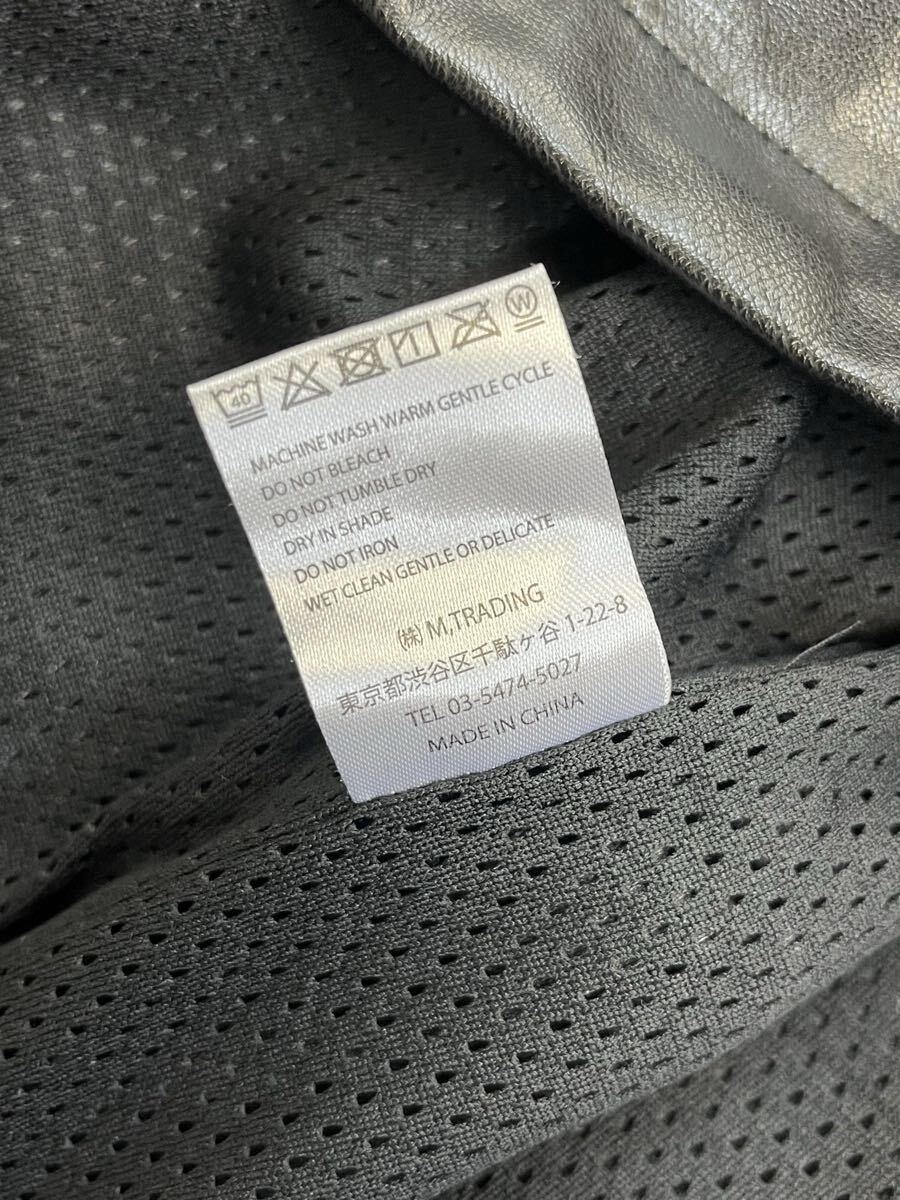 40 W
MACHINE WASH WARM GENTLE CYCLE
DO NOT BLEACH
DO NOT TUMBLE DRY
DRY IN SHADE
DO NOT IRON
WET CLEAN GENTLE OR DELICATE
㈱ M,TRADING
東京都渋谷区千駄ヶ谷 1-22-8
TEL 03-5474-5027
MADE IN CHINA